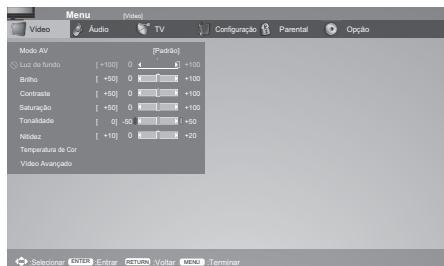 Menu [Vídeo]
Vídeo Áudio TV Configuração Parental Opção
Modo AV [Padrão]
Luz de fundo [ +100] 0 +100
Brilho [ +50] 0 +100
Contraste [ +50] 0 +100
Saturação [ +50] 0 +100
Tonalidade [ 0] -50 +50
Nitidez [ +10] 0 +20
Temperatura de Cor
Vídeo Avançado
:Selecionar ENTER :Entrar RETURN :Voltar MENU :Terminar